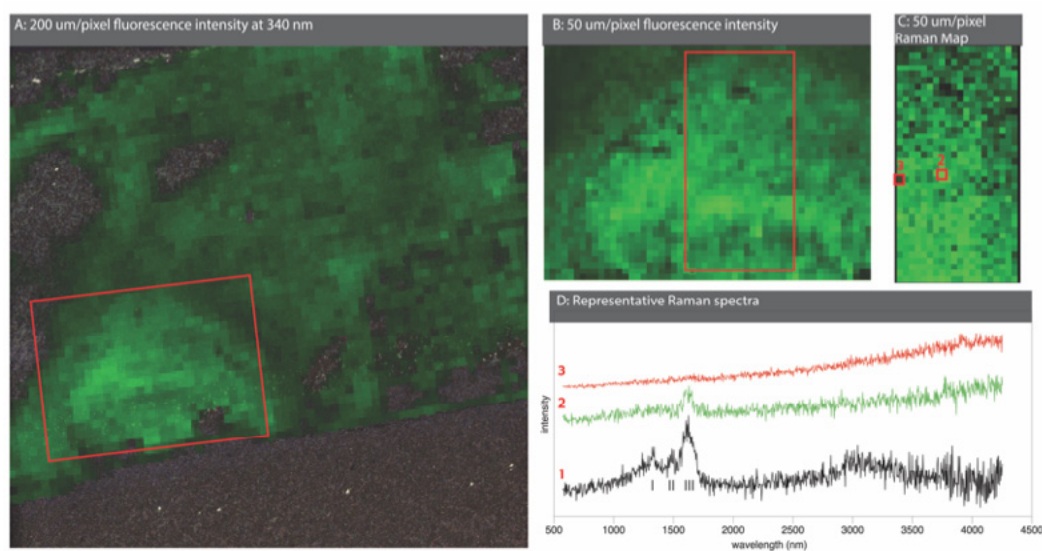 A: 200 um/pixel fluorescence intensity at 340 nm
B: 50 um/pixel fluorescence intensity
C: 50 um/pixel
Raman Map
3
2
D: Representative Raman spectra
3
2
1
intensity
500
1000
1500
2000
2500
3000
3500
4000
4500
wavelength (nm)